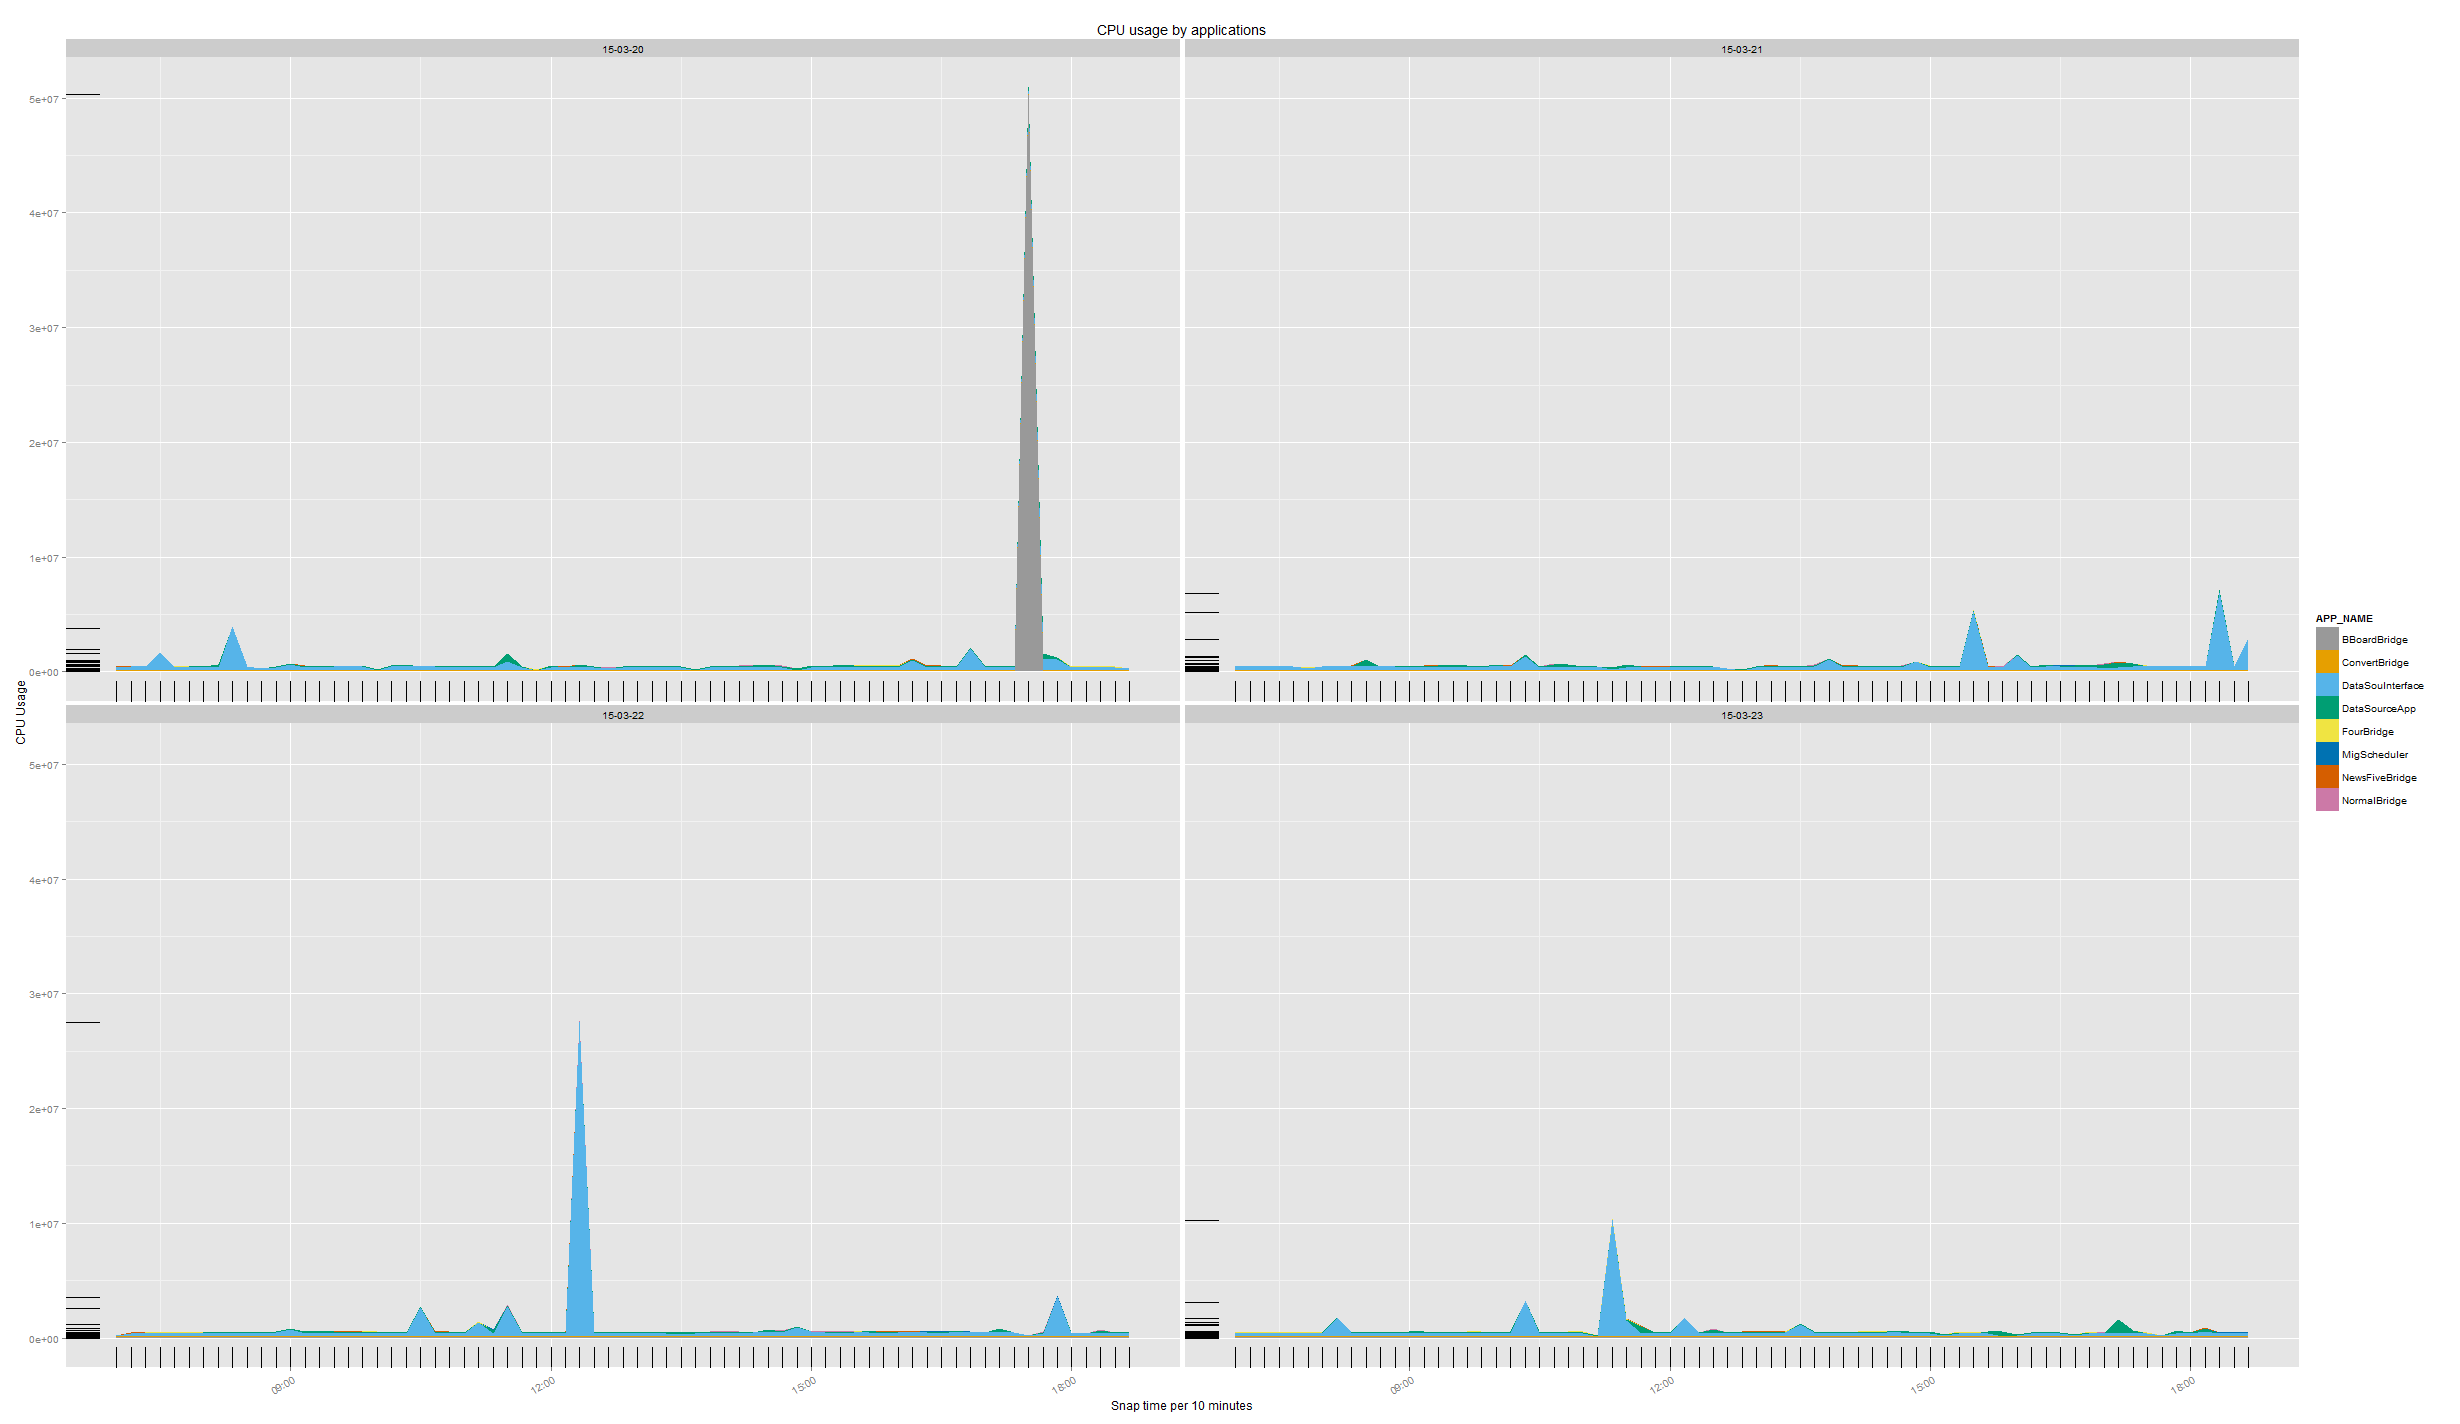 CPU usage by applications
15-03-20
15-03-21
5e+07
4e+07
3e+07
2e+07
1e+07
0e+00
15-03-22
15-03-23
5e+07
4e+07
3e+07
2e+07
1e+07
0e+00
09:00
12:00
15:00
18:00
09:00
12:00
15:00
18:00
Snap time per 10 minutes
CPU Usage
APP_NAME
BBoardBridge
ConvertBridge
DataSouInterface
DataSourceApp
FourBridge
MigScheduler
NewsFiveBridge
NormalBridge